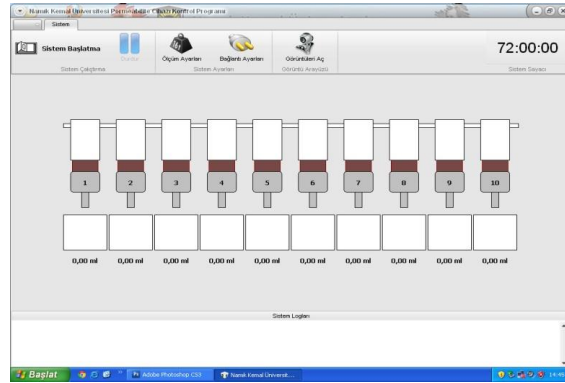 Namık Kemal Üniversitesi Permeabilite Cihazı Kontrol Programı
Sistem
Sistem Başlatma
Durdur
Ölçüm Ayarları
Bağlantı Ayarları
Görüntüleri Aç
72:00:00
Sistem Çalıştırma
Sistem Ayarları
Görüntü Arayüzü
Sistem Sayacı
1 2 3 4 5 6 7 8 9 10
0,00 ml 0,00 ml 0,00 ml 0,00 ml 0,00 ml 0,00 ml 0,00 ml 0,00 ml 0,00 ml 0,00 ml
Sistem Logları
Başlat
Adobe Photoshop CS3
Namık Kemal Üniversit...
14:45